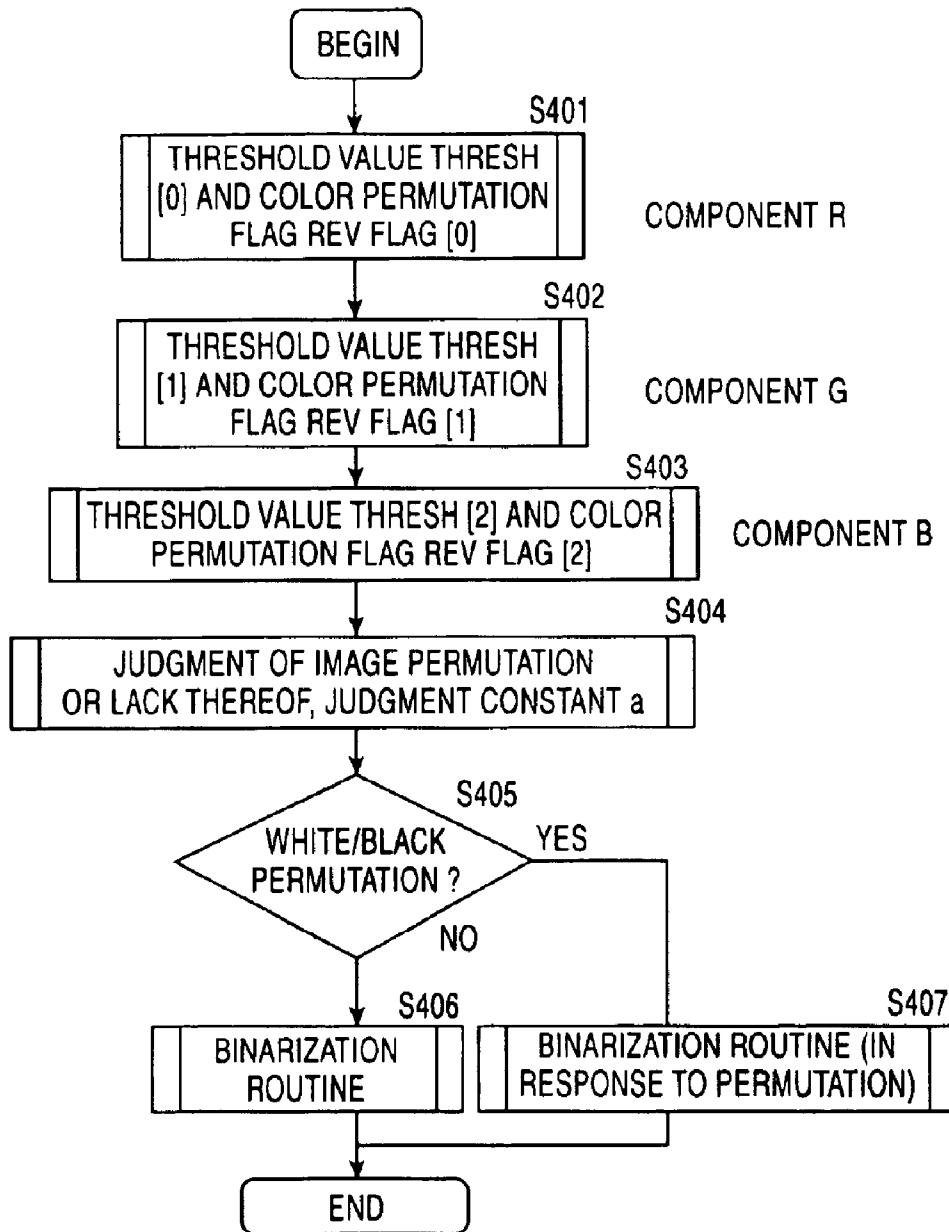 BEGIN
S401
THRESHOLD VALUE THRESH
[0] AND COLOR PERMUTATION
FLAG REV FLAG [0]
COMPONENT R
S402
THRESHOLD VALUE THRESH
[1] AND COLOR PERMUTATION
FLAG REV FLAG [1]
COMPONENT G
S403
THRESHOLD VALUE THRESH [2] AND COLOR
PERMUTATION FLAG REV FLAG [2]
COMPONENT B
S404
JUDGMENT OF IMAGE PERMUTATION
OR LACK THEREOF, JUDGMENT CONSTANT a
S405
WHITE/BLACK
PERMUTATION ?
YES
NO
S406
BINARIZATION
ROUTINE
S407
BINARIZATION ROUTINE (IN
RESPONSE TO PERMUTATION)
END